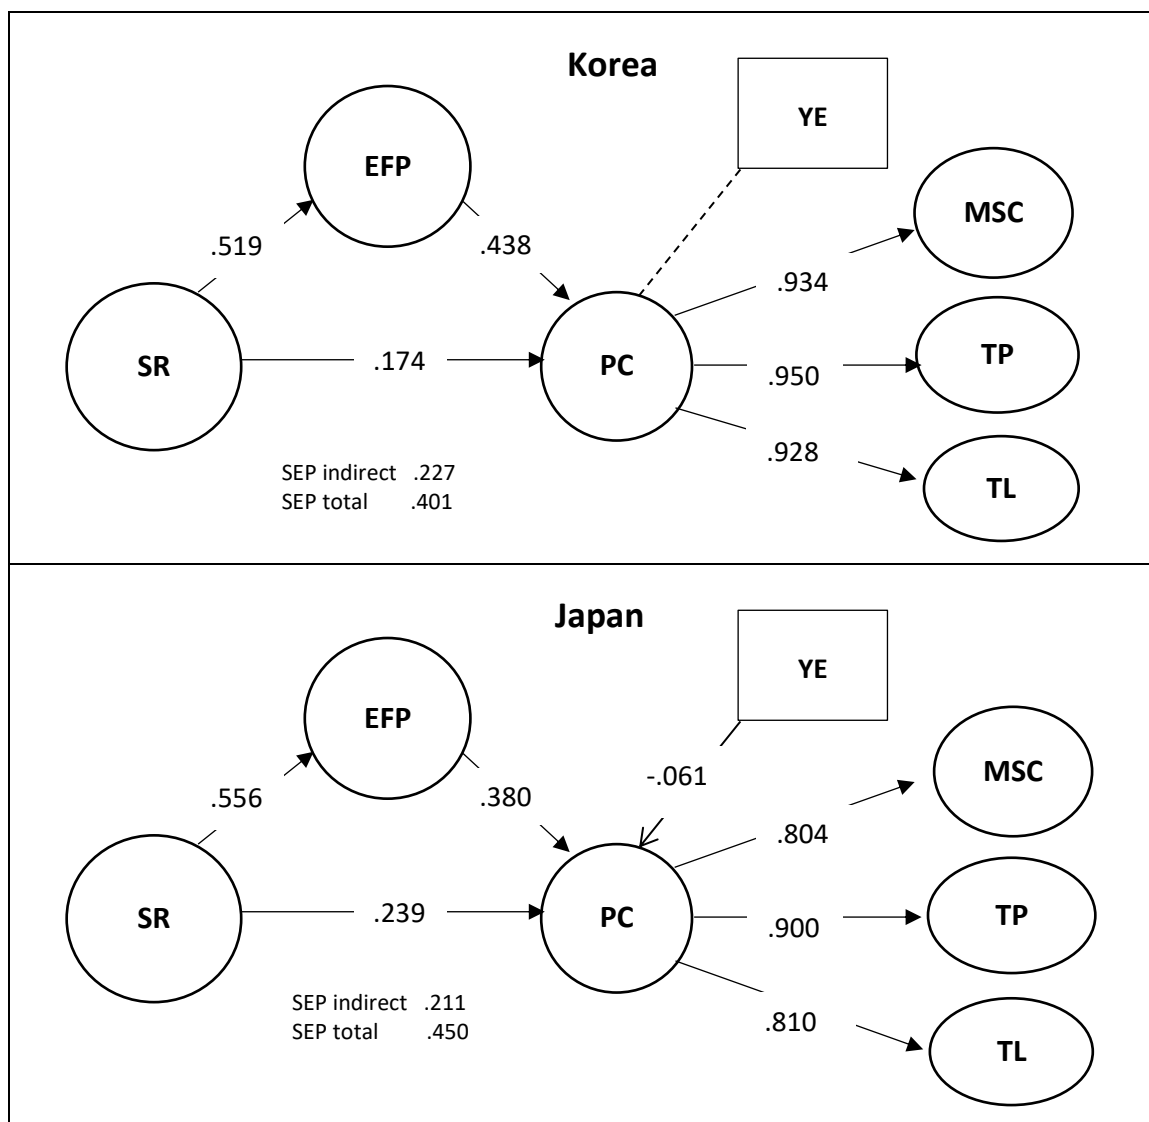 Korea
YE
EFP
MSC
.519
.438
.934
SR
.174
PC
.950
TP
.928
SEP indirect .227
SEP total .401
TL
Japan
YE
EFP
-.061
MSC
.556
.380
.804
SR
.239
PC
.900
TP
SEP indirect .211
SEP total .450
.810
TL